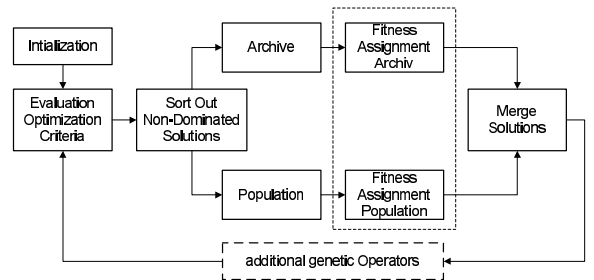 Intialization
Evaluation
Optimization
Criteria
Sort Out
Non-Dominated
Solutions
Archive
Fitness
Assignment
Archiv
Population
Fitness
Assignment
Population
Merge
Solutions
additional genetic Operators